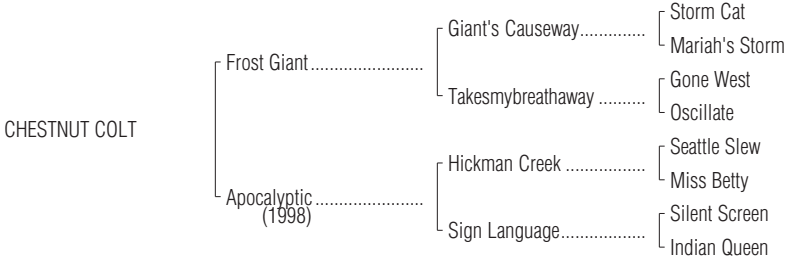 Storm Cat
Giant's Causeway..............
Mariah's Storm
Frost Giant........................
Gone West
Takesmybreathaway ..........
Oscillate
CHESTNUT COLT
Seattle Slew
Hickman Creek .................
Miss Betty
Apocalyptic.......................
(1998)
Silent Screen
Sign Language..................
Indian Queen